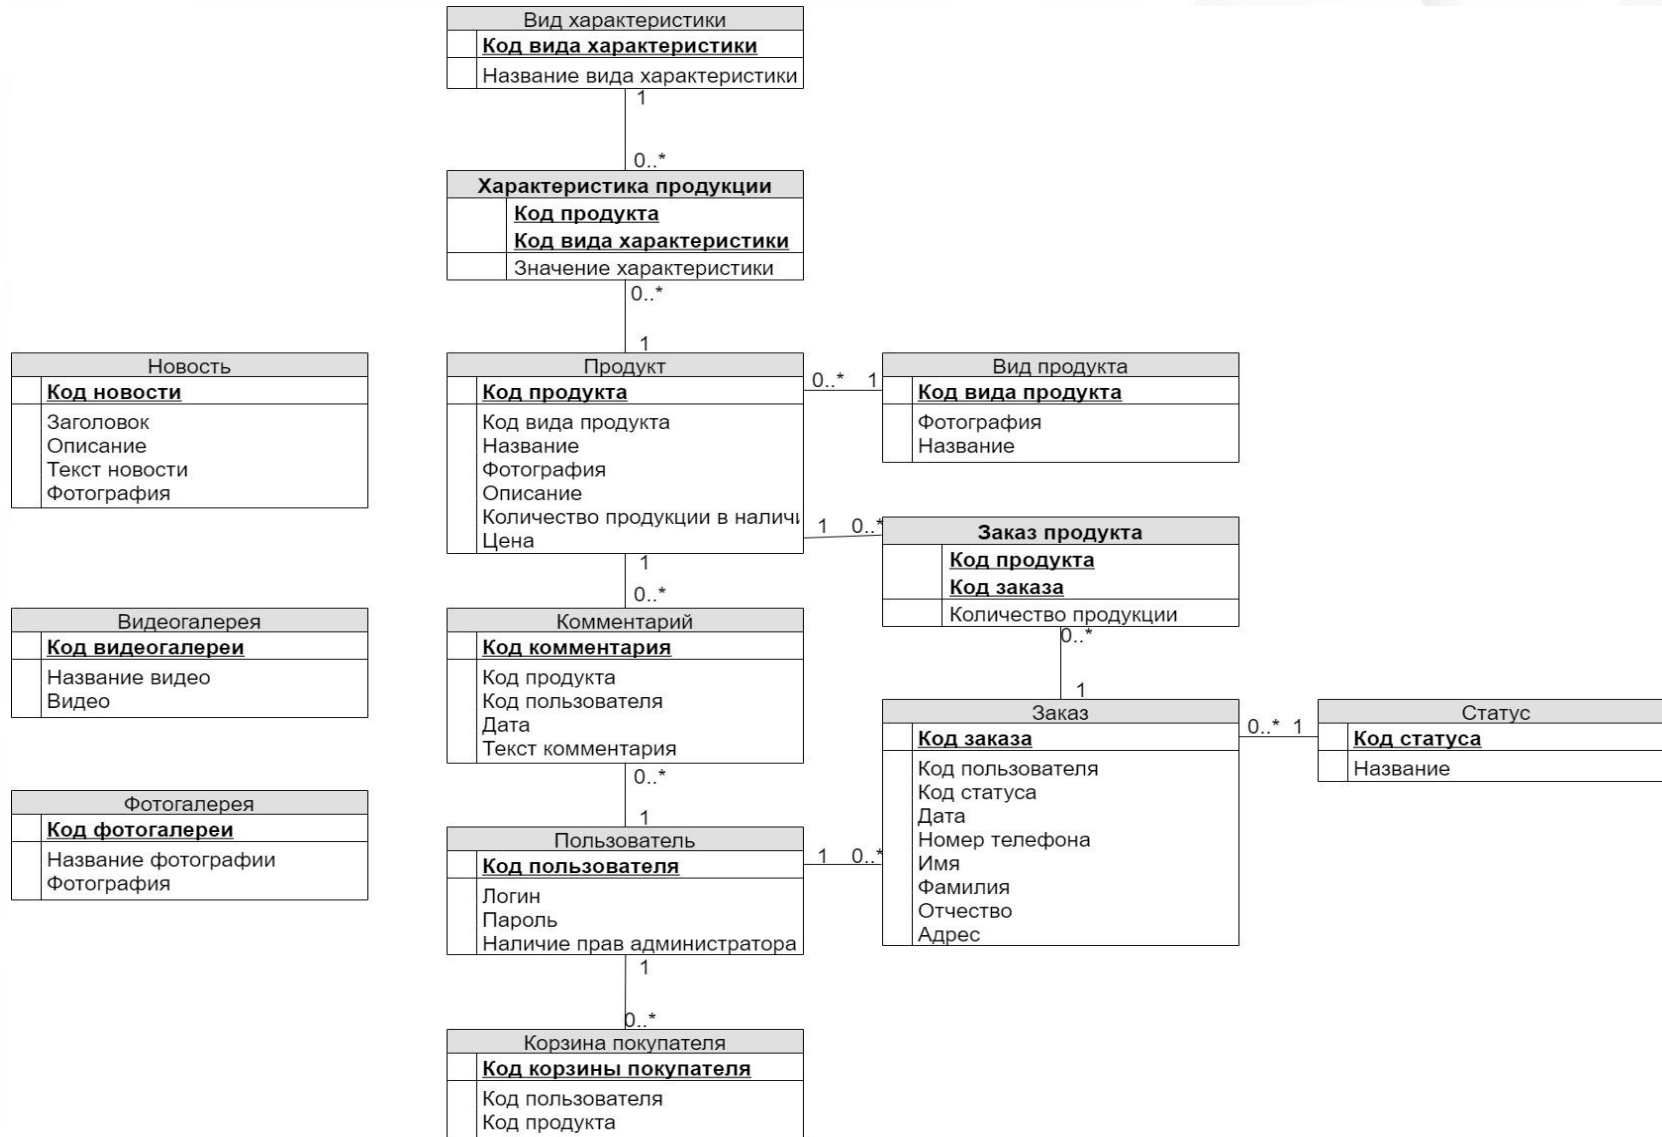 Вид характеристики
Код вида характеристики
Название вида характеристики
1
0..*
Характеристика продукции
Код продукта
Код вида характеристики
Значение характеристики
0..*
1
Новость
Код новости
Заголовок
Описание
Текст новости
Фотография
Продукт
Код продукта
Код вида продукта
Название
Фотография
Описание
Количество продукции в наличи
Цена
0..* 1
Вид продукта
Код вида продукта
Фотография
Название
1 0..*
Заказ продукта
Код продукта
Код заказа
Количество продукции
1
0..*
Видеогалерея
Код видеогалереи
Название видео
Видео
Комментарий
Код комментария
Код продукта
Код пользователя
Дата
Текст комментария
0..*
1
0..*
1
Заказ
Код заказа
Код пользователя
Код статуса
Дата
Номер телефона
Имя
Фамилия
Отчество
Адрес
0..* 1
Статус
Код статуса
Название
Фотогалерея
Код фотогалереи
Название фотографии
Фотография
Пользователь
Код пользователя
Логин
Пароль
Наличие прав администратора
1 0..*
1
0..*
Корзина покупателя
Код корзины покупателя
Код пользователя
Код продукта